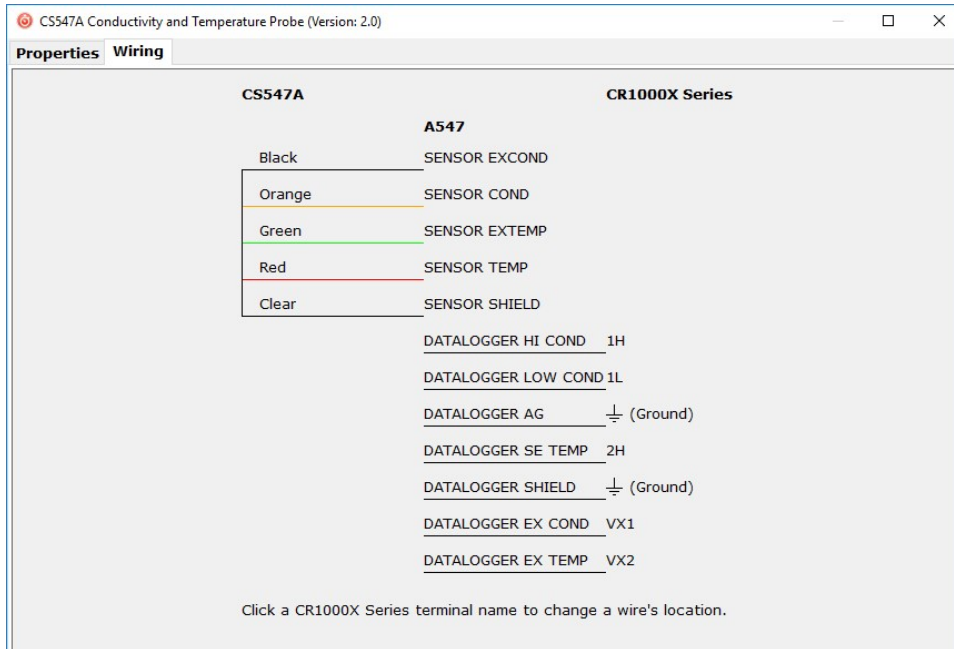 CS547A Conductivity and Temperature Probe (Version: 2.0)
Properties Wiring
CS547A CR1000X Series
A547
Black SENSOR EXCOND
Orange SENSOR COND
Green SENSOR EXTEMP
Red SENSOR TEMP
Clear SENSOR SHIELD
DATALOGGER HI COND 1H
DATALOGGER LOW COND 1L
DATALOGGER AG ⏚ (Ground)
DATALOGGER SE TEMP 2H
DATALOGGER SHIELD ⏚ (Ground)
DATALOGGER EX COND VX1
DATALOGGER EX TEMP VX2
Click a CR1000X Series terminal name to change a wire's location.